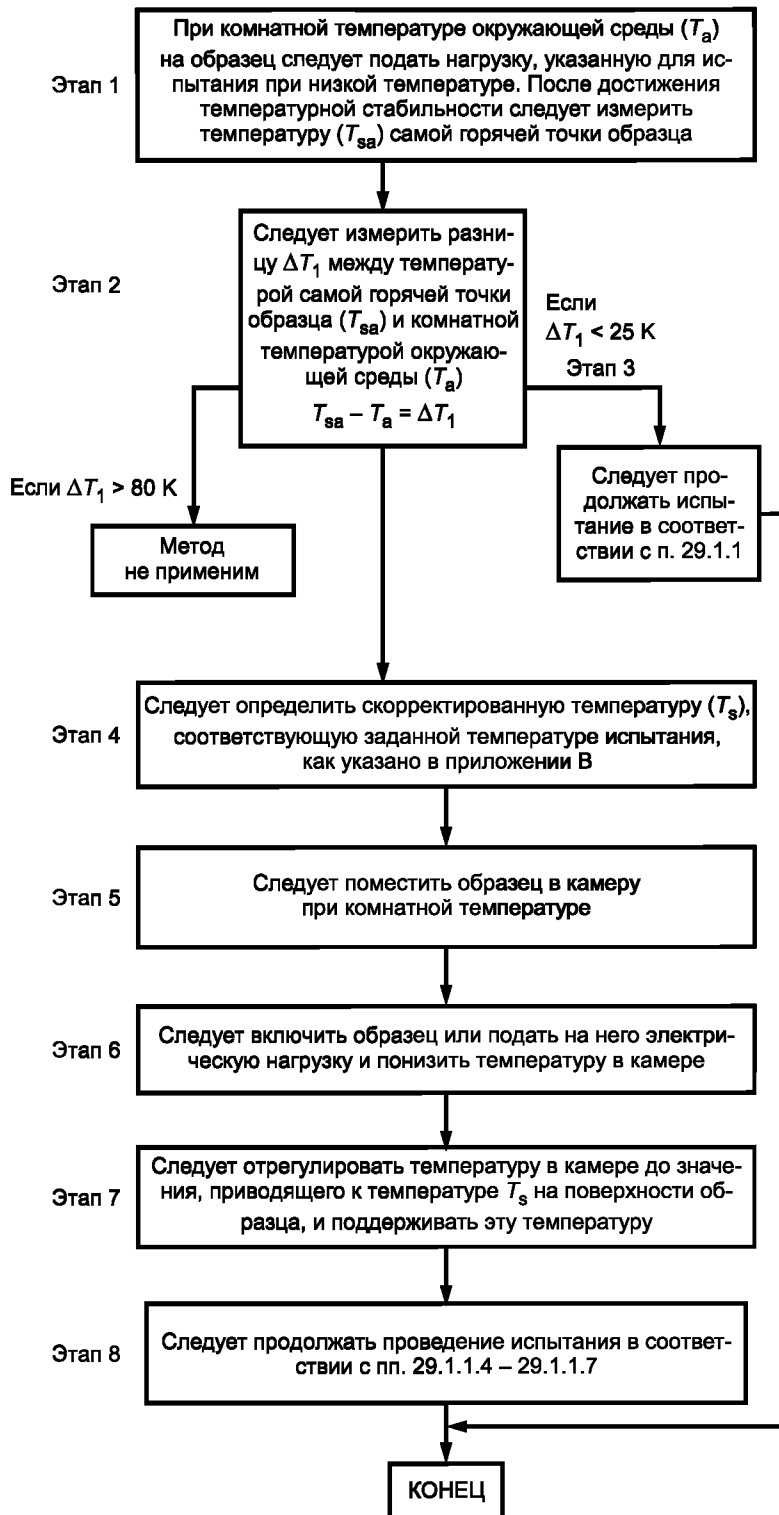 Этап 1
При комнатной температуре окружающей среды (Tа)
на образец следует подать нагрузку, указанную для ис-
пытания при низкой температуре. После достижения
температурной стабильности следует измерить
температуру (Tsa) самой горячей точки образца
Этап 2
Следует измерить разни-
цу ΔT1 между температу-
рой самой горячей точки
образца (Tsa) и комнатной
температурой окружаю-
щей среды (Ta)
Tsa – Ta = ΔT1
Если
ΔT1 < 25 K
Этап 3
Следует про-
должать испы-
тание в соответ-
ствии с п. 29.1.1
Если ΔT1 > 80 K
Метод
не применим
Этап 4
Следует определить скорректированную температуру (Ts),
соответствующую заданной температуре испытания,
как указано в приложении В
Этап 5
Следует поместить образец в камеру
при комнатной температуре
Этап 6
Следует включить образец или подать на него электри-
ческую нагрузку и понизить температуру в камере
Этап 7
Следует отрегулировать температуру в камере до значе-
ния, приводящего к температуре Ts на поверхности об-
разца, и поддерживать эту температуру
Этап 8
Следует продолжать проведение испытания в соответ-
ствии с пп. 29.1.1.4 – 29.1.1.7
КОНЕЦ